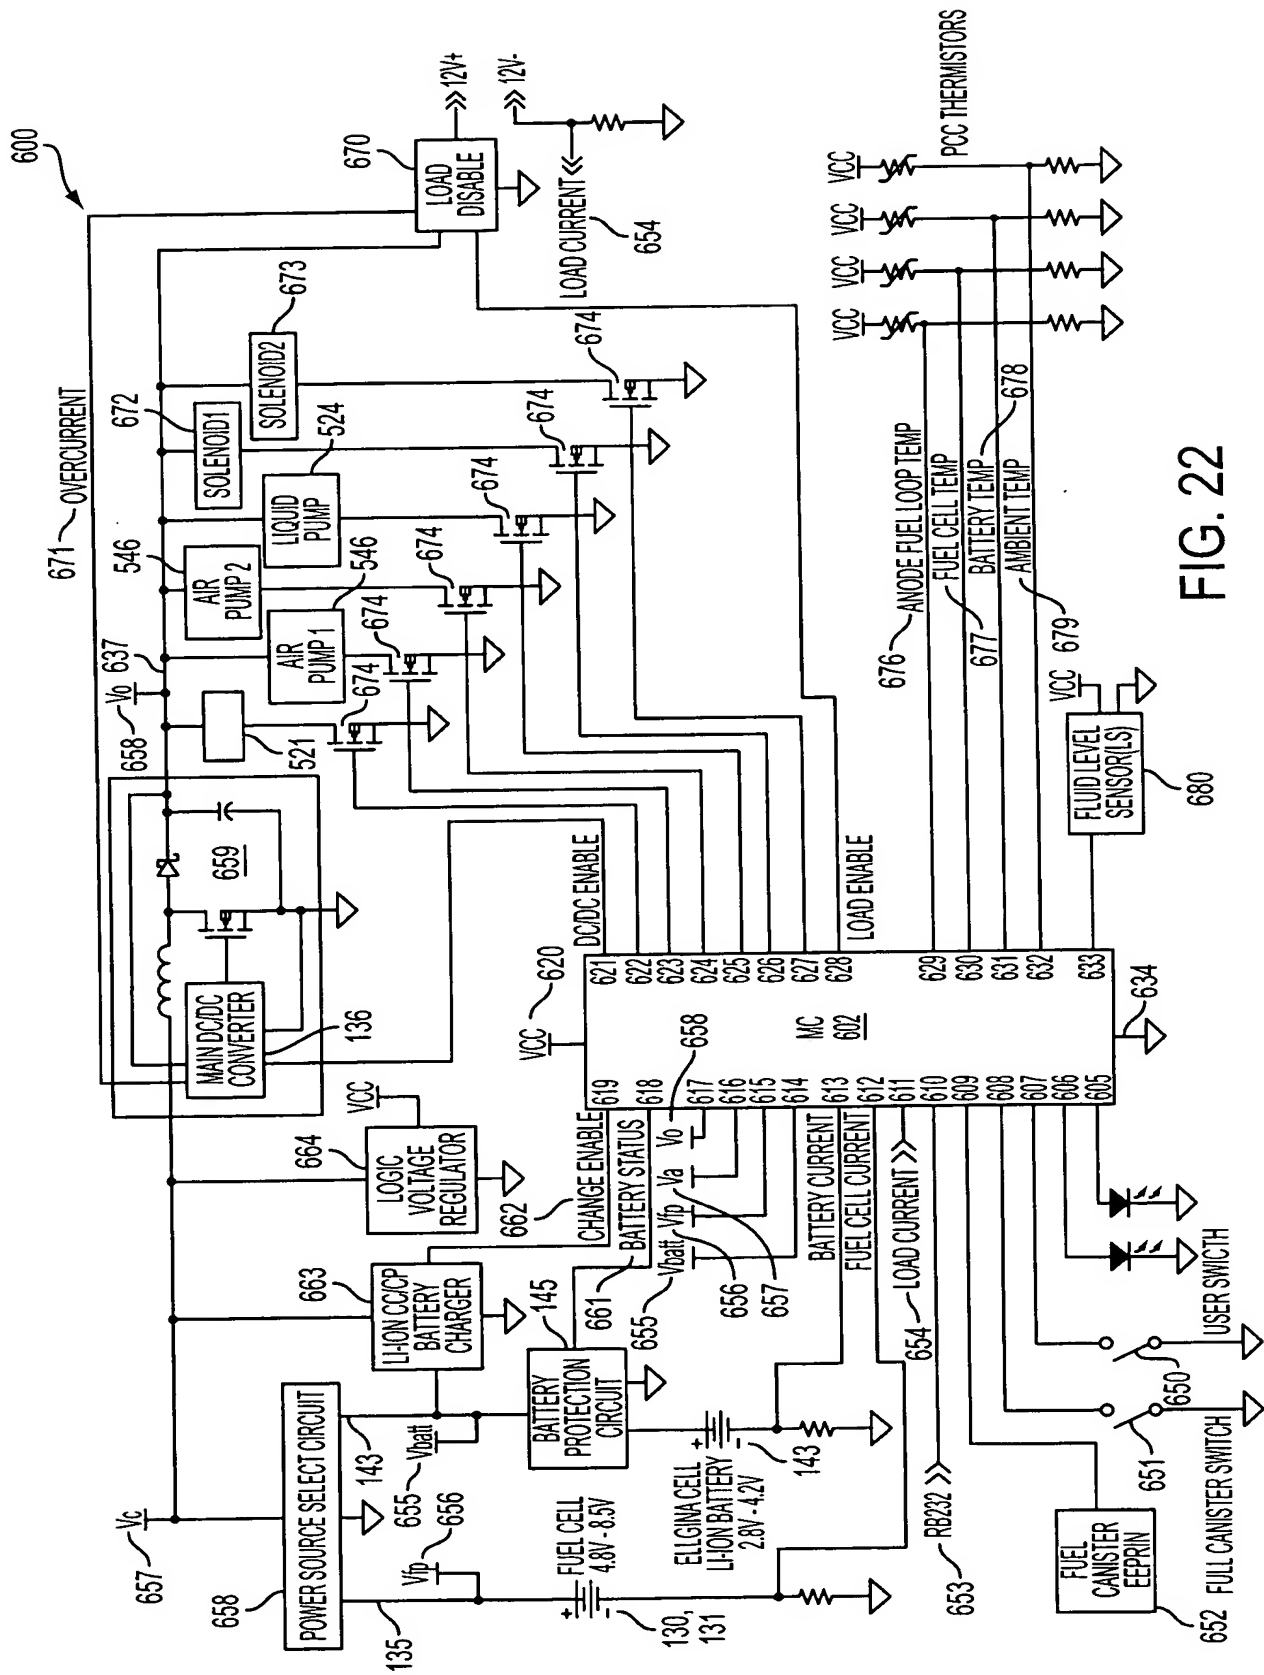 600
671 OVERCURRENT
637
658
Vo
546
AIR
PUMP 2
546
AIR
PUMP 1
524
LIQUID
PUMP
672
SOLENOID1
673
SOLENOID2
670
LOAD
DISABLE
12V+
12V-
LOAD CURRENT
654
674
674
674
674
674
674
521
659
MAIN DC/DC
CONVERTER
136
664
VCC
LOGIC
VOLTAGE
REGULATOR
663
LI-ION CC/CP
BATTERY
CHARGER
657
Vc
658
POWER SOURCE SELECT CIRCUIT
143
135
655
Vbatt
656
Vfp
145
BATTERY
PROTECTION
CIRCUIT
FUEL CELL
4.8V - 8.5V
130,
131
ELLGINA CELL
LI-ION BATTERY
2.8V - 4.2V
143
662
CHANGE ENABLE
661
BATTERY STATUS
655
Vbatt
656
Vfp
657
Va
658
Vo
BATTERY CURRENT
FUEL CELL CURRENT
654
LOAD CURRENT
653
RB232
652
FUEL
CANISTER
EEPRIN
651
FULL CANISTER SWITCH
650
USER SWICTH
VCC
620
DC/DC ENABLE
LOAD ENABLE
MC
602
619
618
617
616
615
614
613
612
611
610
609
608
607
606
605
621
622
623
624
625
626
627
628
629
630
631
632
633
634
676
ANODE FUEL LOOP TEMP
677
FUEL CELL TEMP
678
BATTERY TEMP
679
AMBIENT TEMP
VCC
VCC
VCC
VCC
PCC THERMISTORS
FLUID LEVEL
SENSOR(LS)
VCC
680
FIG. 22